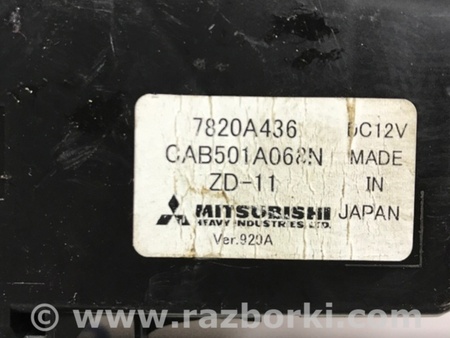 7820A436 DC12V
CAB501A068N MADE
ZD-11 IN
MITSUBISHI JAPAN
HEAVY INDUSTRIES LTD.
Ver.920A
© www.razborki.com